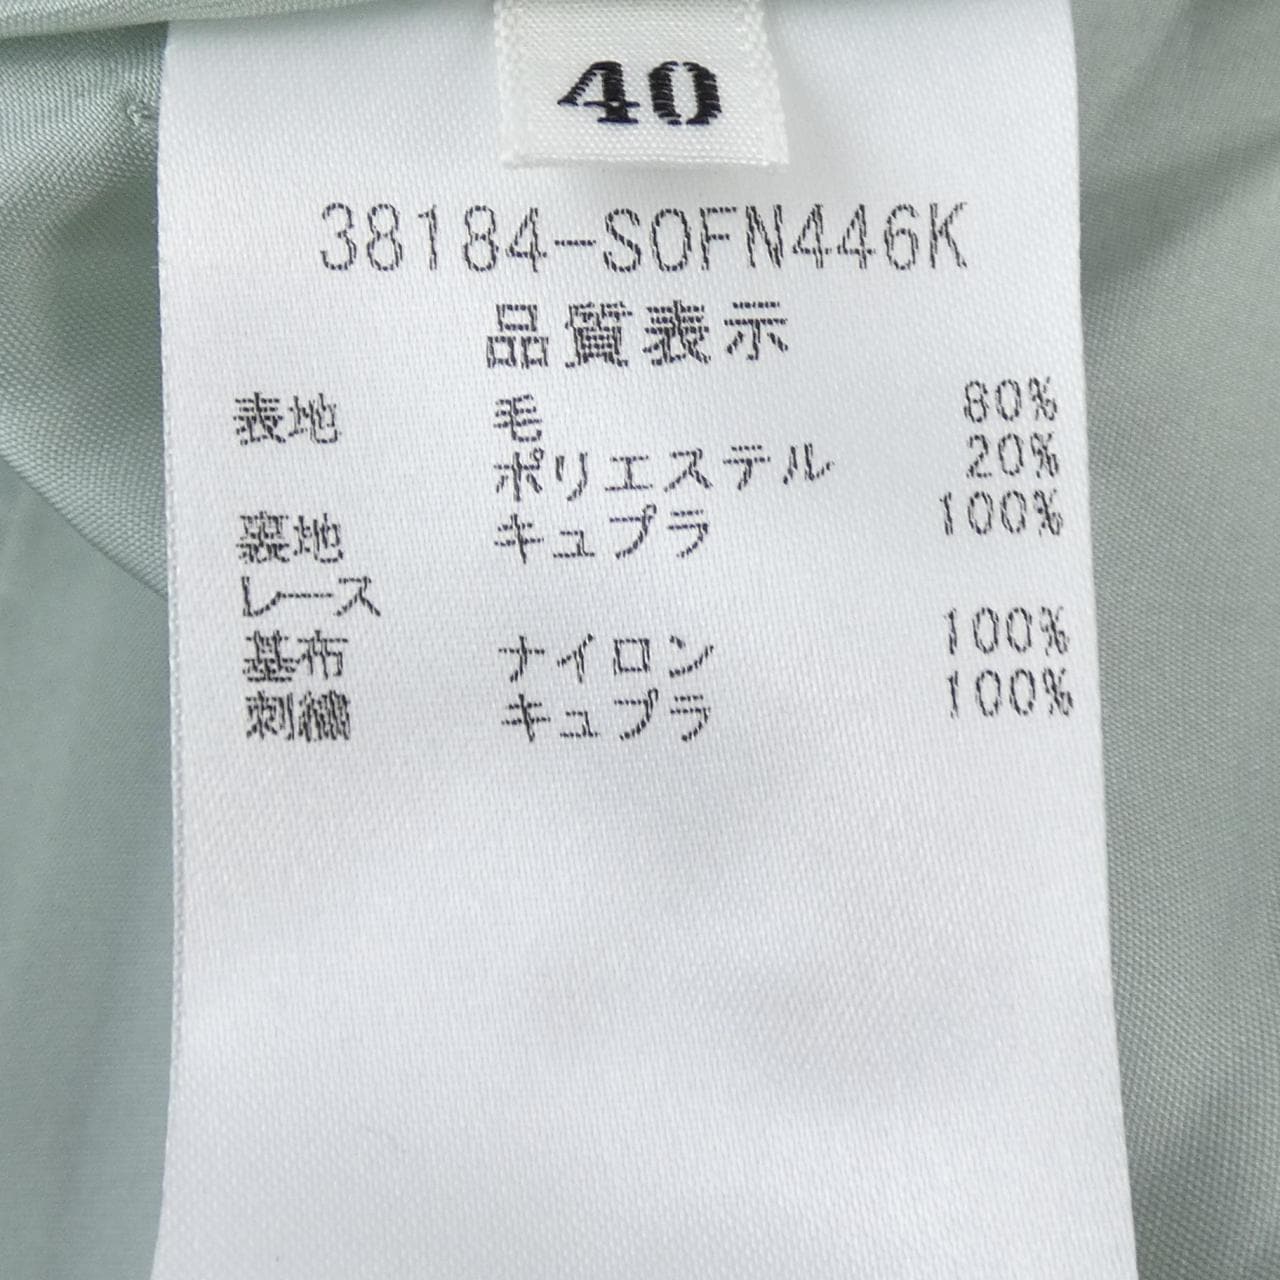 40
38184-SOFN446K
品質表示
表地 毛 80%
ポリエステル 20%
裏地 キュプラ 100%
レース
基布 ナイロン 100%
刺繍 キュプラ 100%